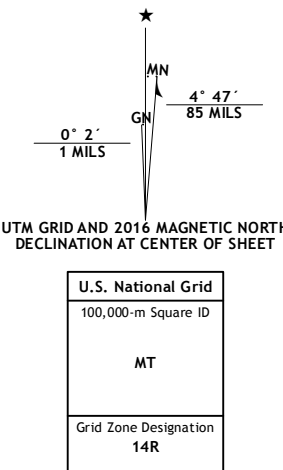 ★
MN
4° 47´
85 MILS
GN
0° 2´
1 MILS
UTM GRID AND 2016 MAGNETIC NORTH
DECLINATION AT CENTER OF SHEET
U.S. National Grid
100,000-m Square ID
MT
Grid Zone Designation
14R